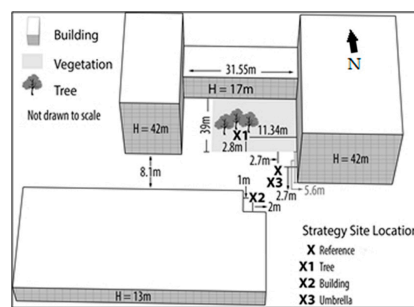 Building
Vegetation
Tree
Not drawn to scale
N
31.55m
H = 17m
H = 42m
39m
X1
11.34m
2.8m
2.7m
X
X3
2.7m
5.6m
H = 42m
8.1m
1m
X2
2m
H = 13m
Strategy Site Location
X Reference
X1 Tree
X2 Building
X3 Umbrella